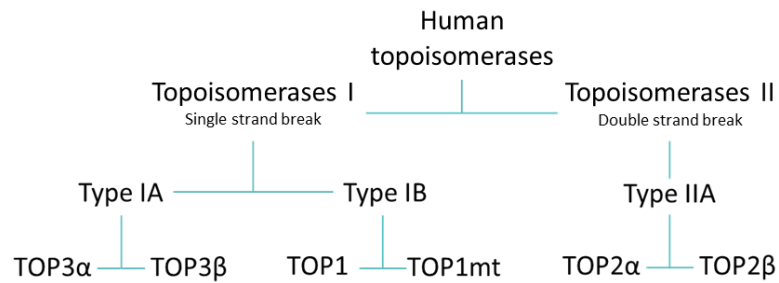 Human
topoisomerases
Topoisomerases I
Single strand break
Topoisomerases II
Double strand break
Type IA
Type IB
Type IIA
TOP3α
TOP3β
TOP1
TOP1mt
TOP2α
TOP2β